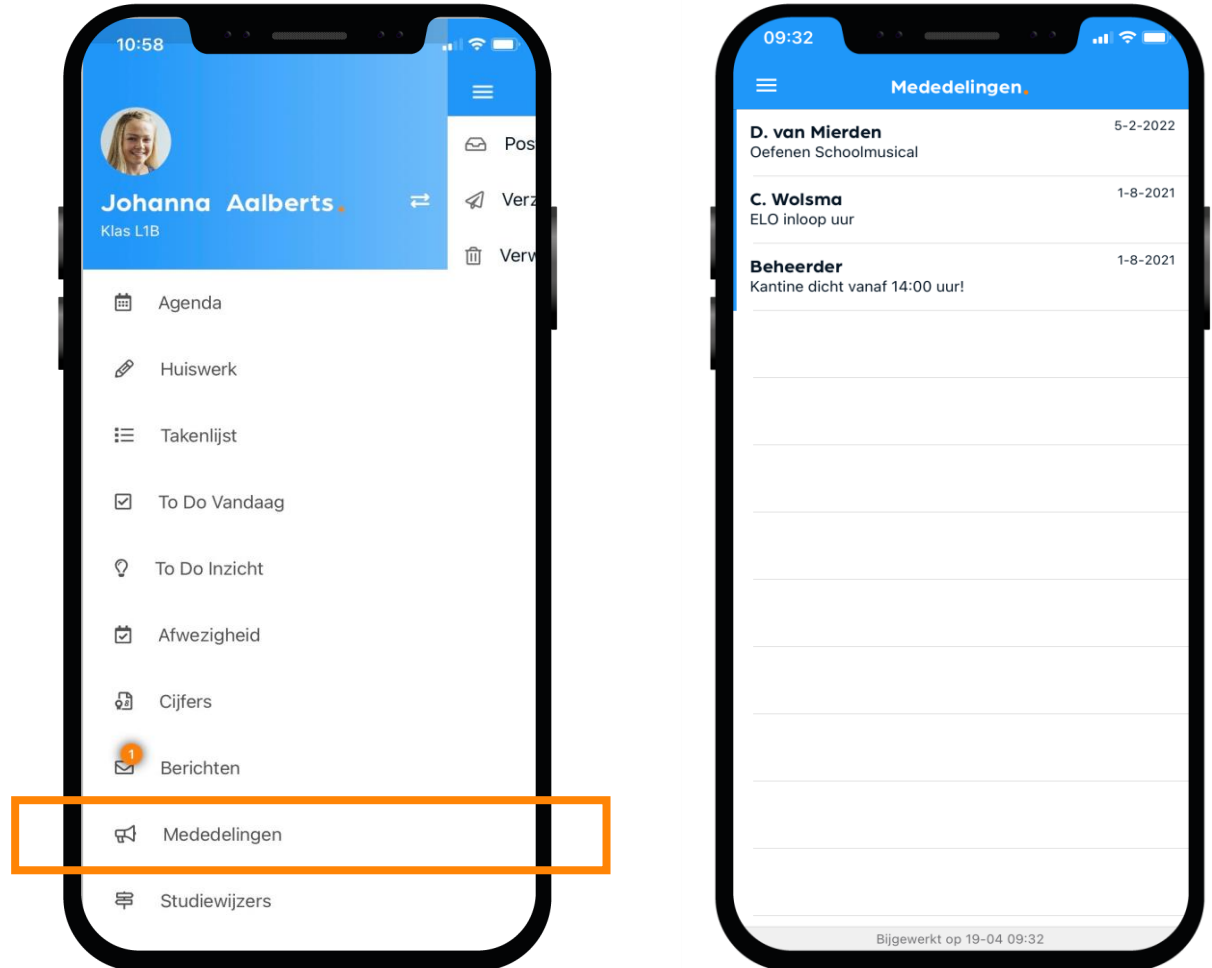 10:58
Johanna Aalberts.
Klas L1B
Pos
Verz
Verw
Agenda
Huiswerk
Takenlijst
To Do Vandaag
To Do Inzicht
Afwezigheid
Cijfers
1
Berichten
Mededelingen
Studiewijzers
09:32
Mededelingen.
D. van Mierden 5-2-2022
Oefenen Schoolmusical
C. Wolsma 1-8-2021
ELO inloop uur
Beheerder 1-8-2021
Kantine dicht vanaf 14:00 uur!
Bijgewerkt op 19-04 09:32